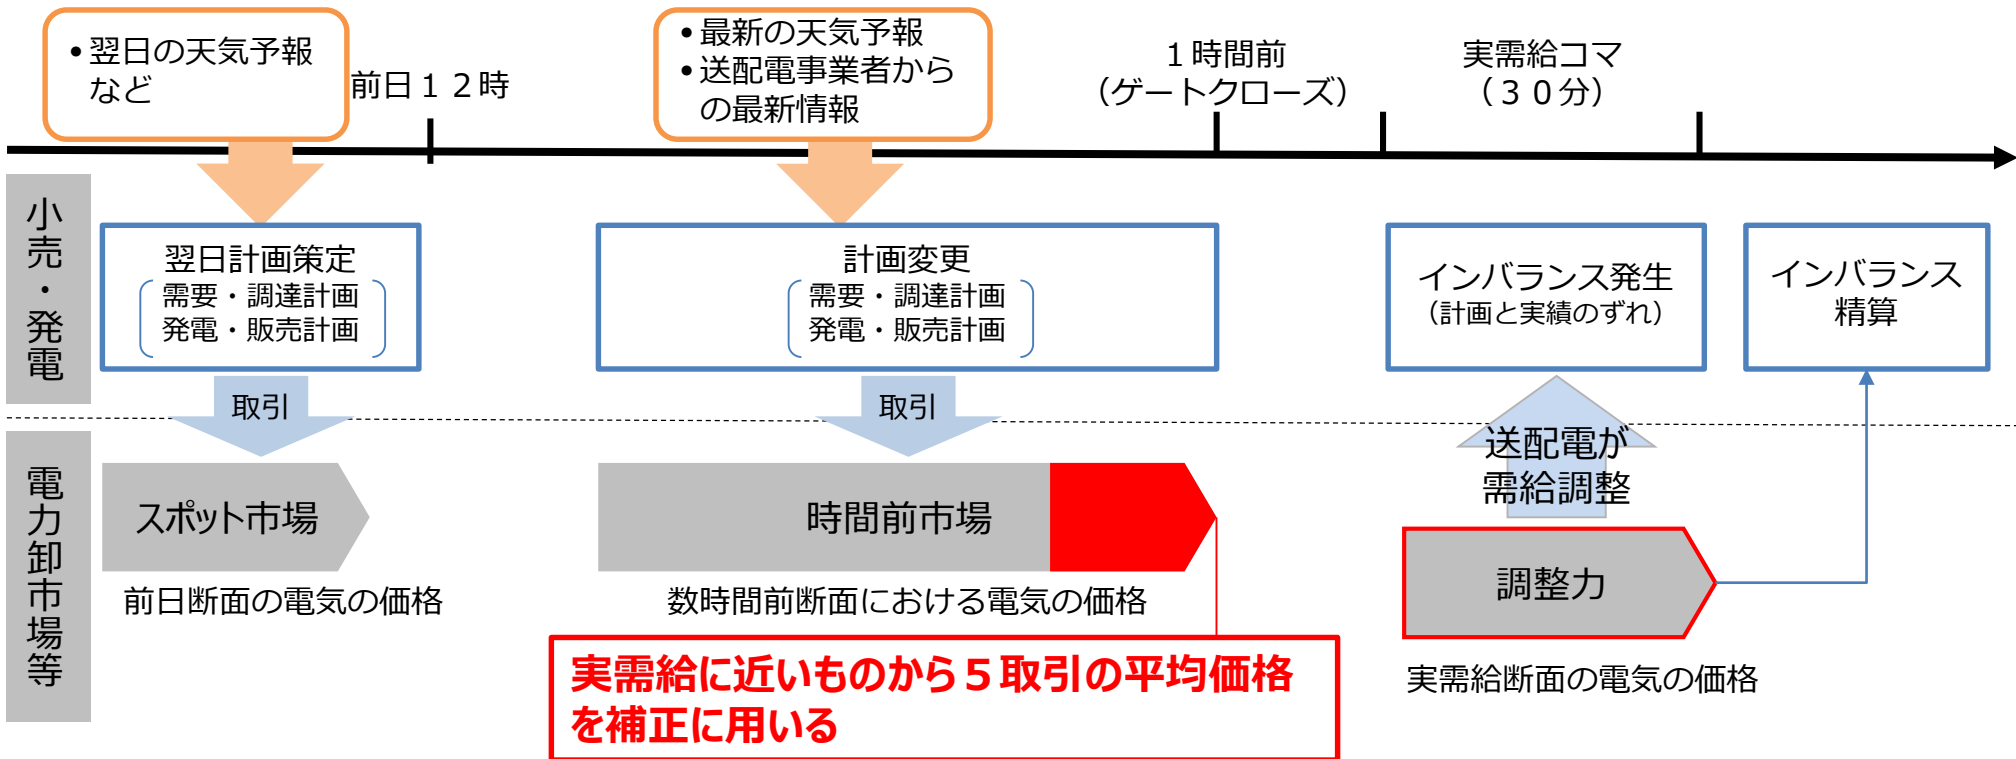 •翌日の天気予報
など
前日１２時
•最新の天気予報
•送配電事業者から
の最新情報
１時間前
（ゲートクローズ）
実需給コマ
（３０分）
小売・発電
翌日計画策定
需要・調達計画
発電・販売計画
計画変更
需要・調達計画
発電・販売計画
インバランス発生
（計画と実績のずれ）
インバランス
精算
取引
取引
送配電が
需給調整
電力卸市場等
スポット市場
時間前市場
調整力
前日断面の電気の価格
数時間前断面における電気の価格
実需給断面の電気の価格
実需給に近いものから５取引の平均価格
を補正に用いる